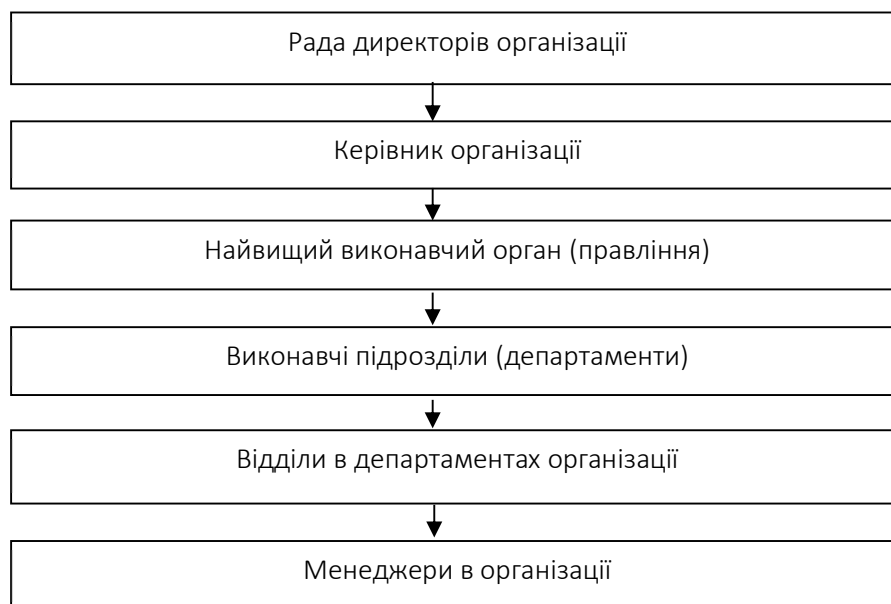 Рада директорів організації
Керівник організації
Найвищий виконавчий орган (правління)
Виконавчі підрозділи (департаменти)
Відділи в департаментах організації
Менеджери в організації